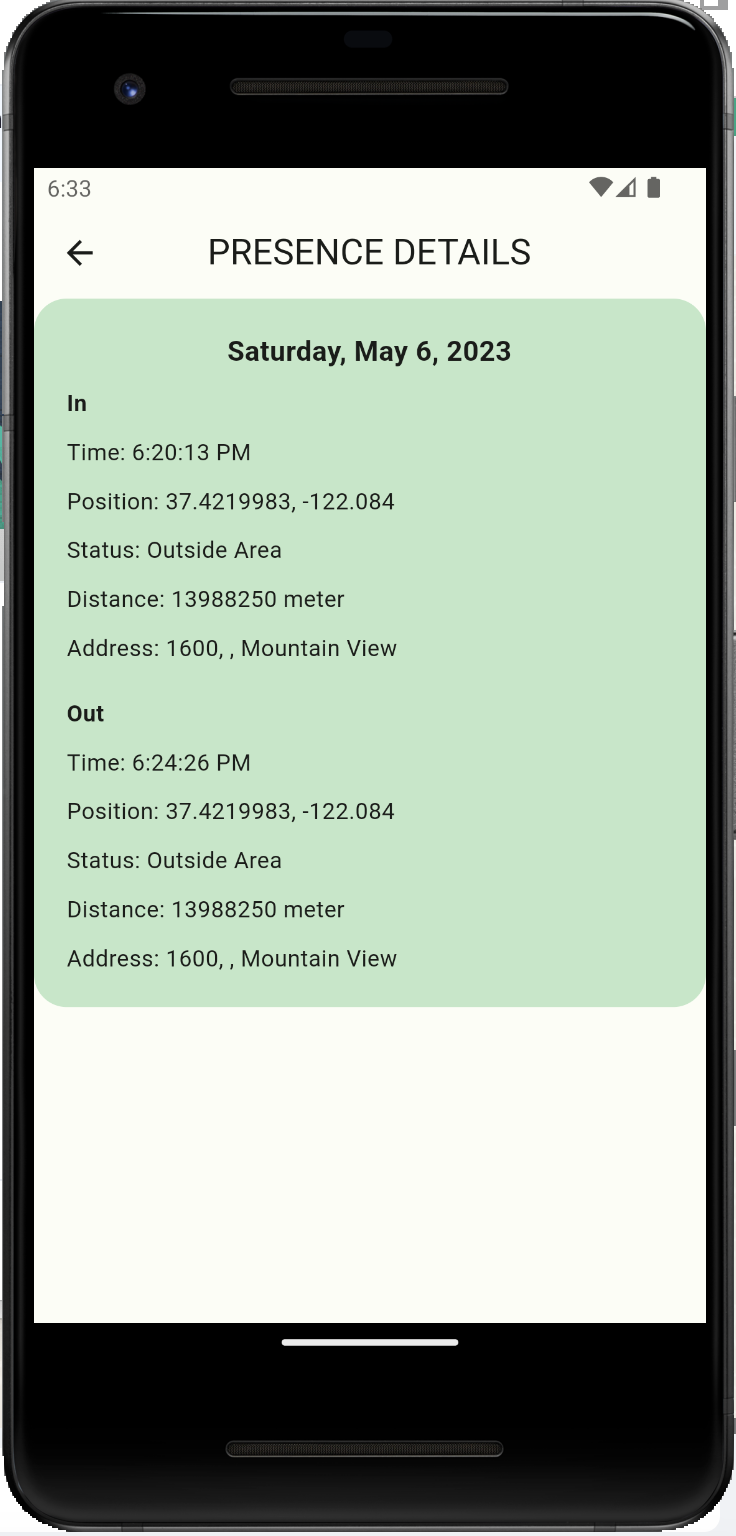 6:33
PRESENCE DETAILS
Saturday, May 6, 2023
In
Time: 6:20:13 PM
Position: 37.4219983, -122.084
Status: Outside Area
Distance: 13988250 meter
Address: 1600, , Mountain View
Out
Time: 6:24:26 PM
Position: 37.4219983, -122.084
Status: Outside Area
Distance: 13988250 meter
Address: 1600, , Mountain View